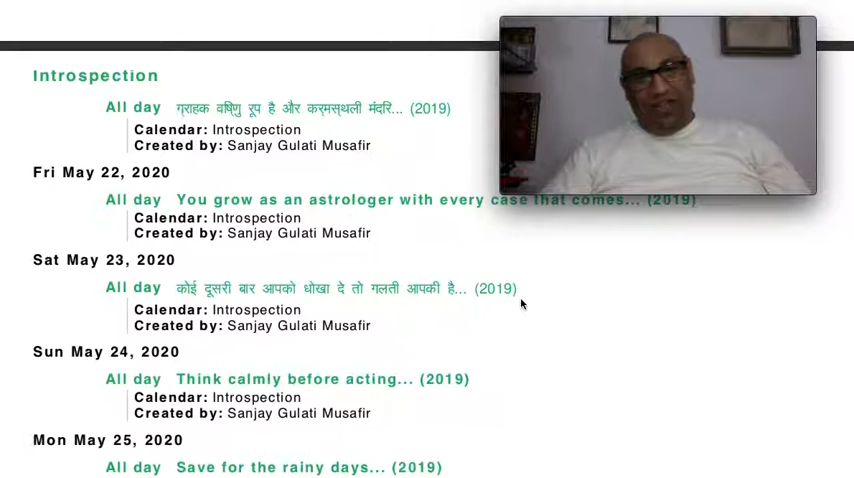 Introspection
All day ग्राहक वष्णिु रूप है और कर्मस्थली मंदरि... (2019)
Calendar: Introspection
Created by: Sanjay Gulati Musafir
Fri May 22, 2020
All day You grow as an astrologer with every case that comes... (2019)
Calendar: Introspection
Created by: Sanjay Gulati Musafir
Sat May 23, 2020
All day कोई दूसरी बार आपको धोखा दे तो गलती आपकी है... (2019)
Calendar: Introspection
Created by: Sanjay Gulati Musafir
Sun May 24, 2020
All day Think calmly before acting... (2019)
Calendar: Introspection
Created by: Sanjay Gulati Musafir
Mon May 25, 2020
All day Save for the rainy days... (2019)